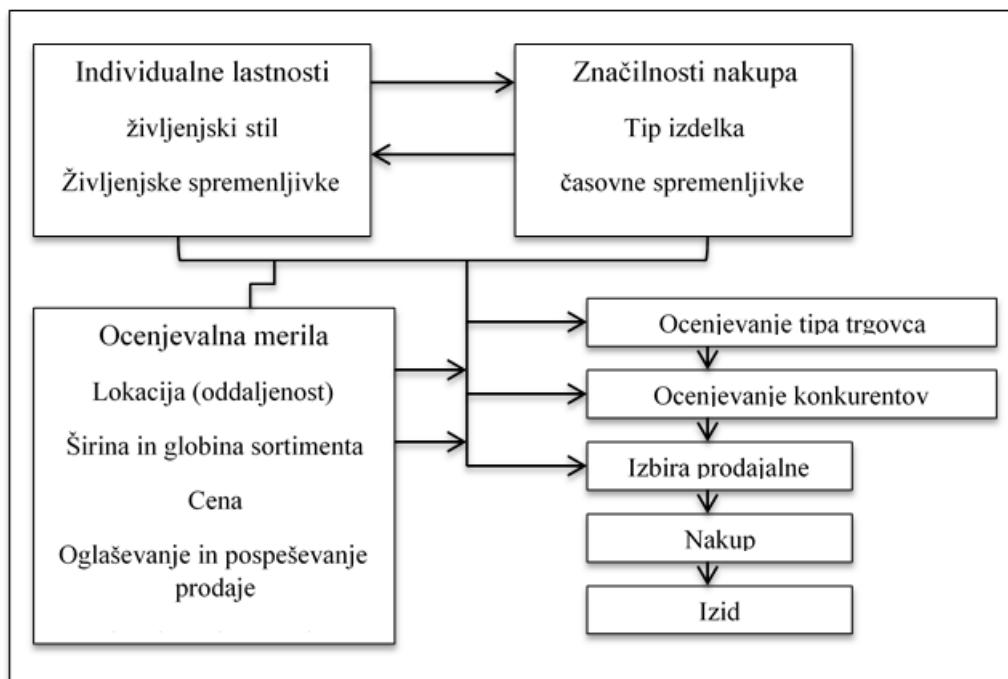 Individualne lastnosti
življenjski stil
Življenjske spremenljivke
Značilnosti nakupa
Tip izdelka
časovne spremenljivke
Ocenjevalna merila
Lokacija (oddaljenost)
Širina in globina sortimenta
Cena
Oglaševanje in pospeševanje
prodaje
Ocenjevanje tipa trgovca
Ocenjevanje konkurentov
Izbira prodajalne
Nakup
Izid